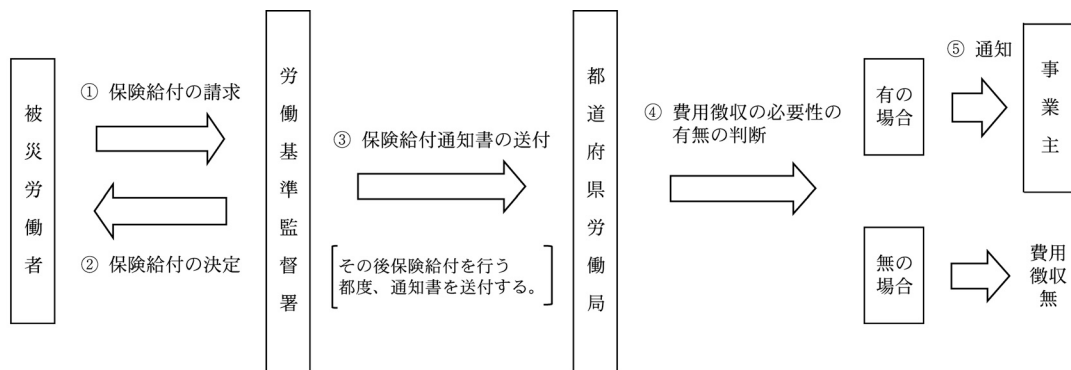 被災労働者
① 保険給付の請求
② 保険給付の決定
労働基準監督署
③ 保険給付通知書の送付
その後保険給付を行う
都度、通知書を送付する。
都道府県労働局
④ 費用徴収の必要性の
有無の判断
有の
場合
⑤ 通知
事業主
無の
場合
費用
徴収
無